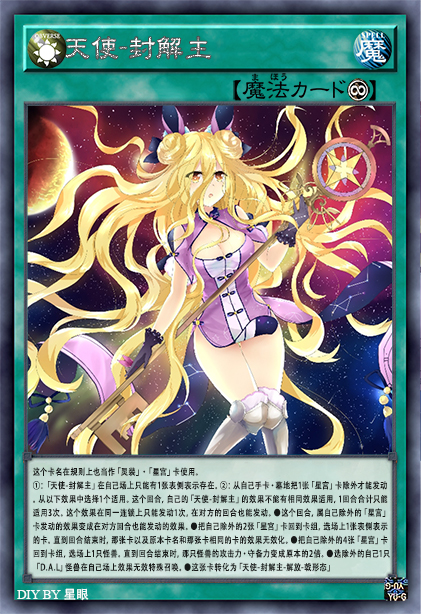 DIVERSE
SPELL
魔
天使-封解主
まほう
【魔法カード∞】
这个卡名在规则上也当作「灵装」·「星宫」卡使用。
①:「天使-封解主」在自己场上只能有1张表侧表示存在。②: 从自己手卡·墓地把1张「星宫」卡除外才能发动
。从以下效果中选择1个适用。这个回合, 自己的「天使-封解主」的效果不能有相同效果适用, 1回合合计只能
适用3次。这个效果在同一连锁上只能发动1次, 在对方的回合也能发动。●这个回合, 属自己除外的「星宫」
卡发动的效果变成在对方回合也能发动的效果。●把自己除外的2张「星宫」卡回到卡组, 选场上1张表侧表示
的卡, 直到回合结束时, 那张卡以及原本卡名和那张卡相同的卡的效果无效化。●把自己除外的4张「星宫」卡
回到卡组, 选场上1只怪兽, 直到回合结束时, 那只怪兽的攻击力·守备力变成原本的2倍。●选除外的自己1只
「D.A.L」怪兽在自己场上效果无效特殊召唤。●这张卡转化为「天使-封解主-解放·戟形态」
DIY BY 星眼
YU-G